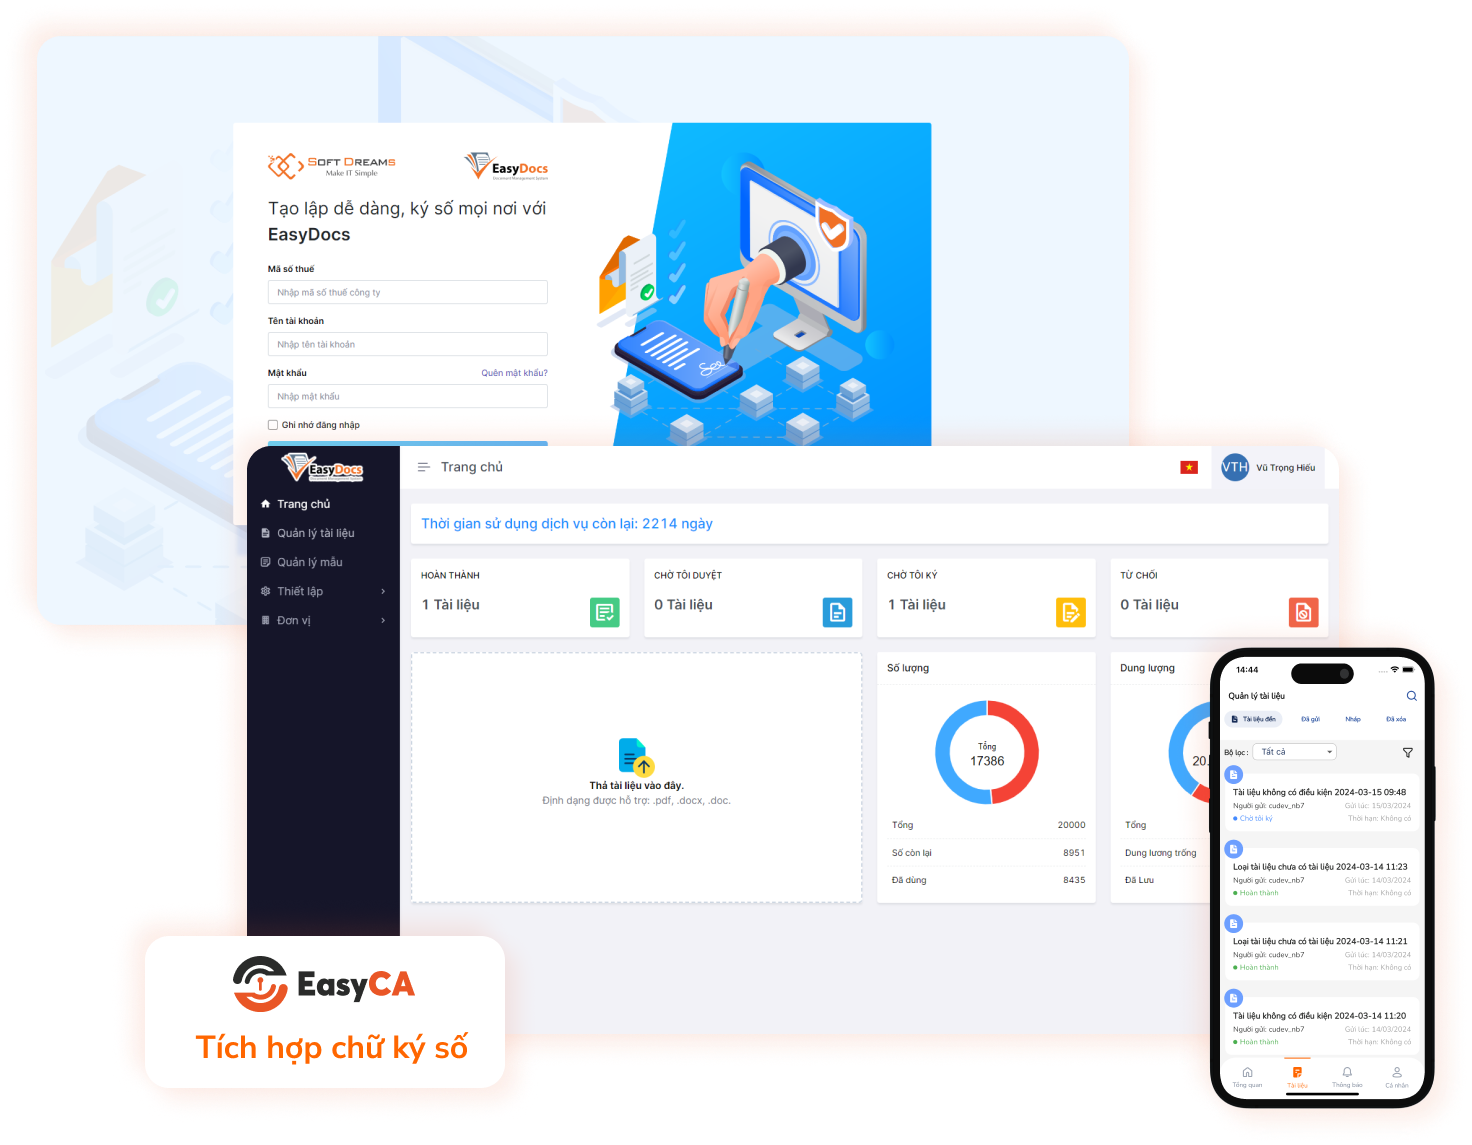 SOFT DREAMS
Make IT Simple
EasyDocs
Document Management System
Tạo lập dễ dàng, ký số mọi nơi với
EasyDocs
Mã số thuế
Nhập mã số thuế công ty
Tên tài khoản
Nhập tên tài khoản
Mật khẩu
Quên mật khẩu?
Nhập mật khẩu
Ghi nhớ đăng nhập
EasyDocs
Document Management System
Trang chủ
VTH
Vũ Trọng Hiếu
Trang chủ
Quản lý tài liệu
Quản lý mẫu
Thiết lập
Đơn vị
Thời gian sử dụng dịch vụ còn lại: 2214 ngày
HOÀN THÀNH
1 Tài liệu
CHỜ TÔI DUYỆT
0 Tài liệu
CHỜ TÔI KÝ
1 Tài liệu
TỪ CHỐI
0 Tài liệu
Thả tài liệu vào đây.
Định dạng được hỗ trợ: .pdf, .docx, .doc.
Số lượng
Tổng
17386
Tổng 20000
Số còn lại 8951
Đã dùng 8435
Dung lượng
20.
Tổng
Dung lượng trống
Đã Lưu
14:44
Quản lý tài liệu
Tài liệu đến
Đã gửi
Nháp
Đã xóa
Bộ lọc :
Tất cả
Tài liệu không có điều kiện 2024-03-15 09:48
Người gửi: cudev_nb7 Gửi lúc: 15/03/2024
Chờ tôi ký Thời hạn: Không có
Loại tài liệu chưa có tài liệu 2024-03-14 11:23
Người gửi: cudev_nb7 Gửi lúc: 14/03/2024
Hoàn thành Thời hạn: Không có
Loại tài liệu chưa có tài liệu 2024-03-14 11:21
Người gửi: cudev_nb7 Gửi lúc: 14/03/2024
Hoàn thành Thời hạn: Không có
Tài liệu không có điều kiện 2024-03-14 11:20
Người gửi: cudev_nb7 Gửi lúc: 14/03/2024
Hoàn thành Thời hạn: Không có
Tổng quan
Tài liệu
Thông báo
Cá nhân
EasyCA
Tích hợp chữ ký số